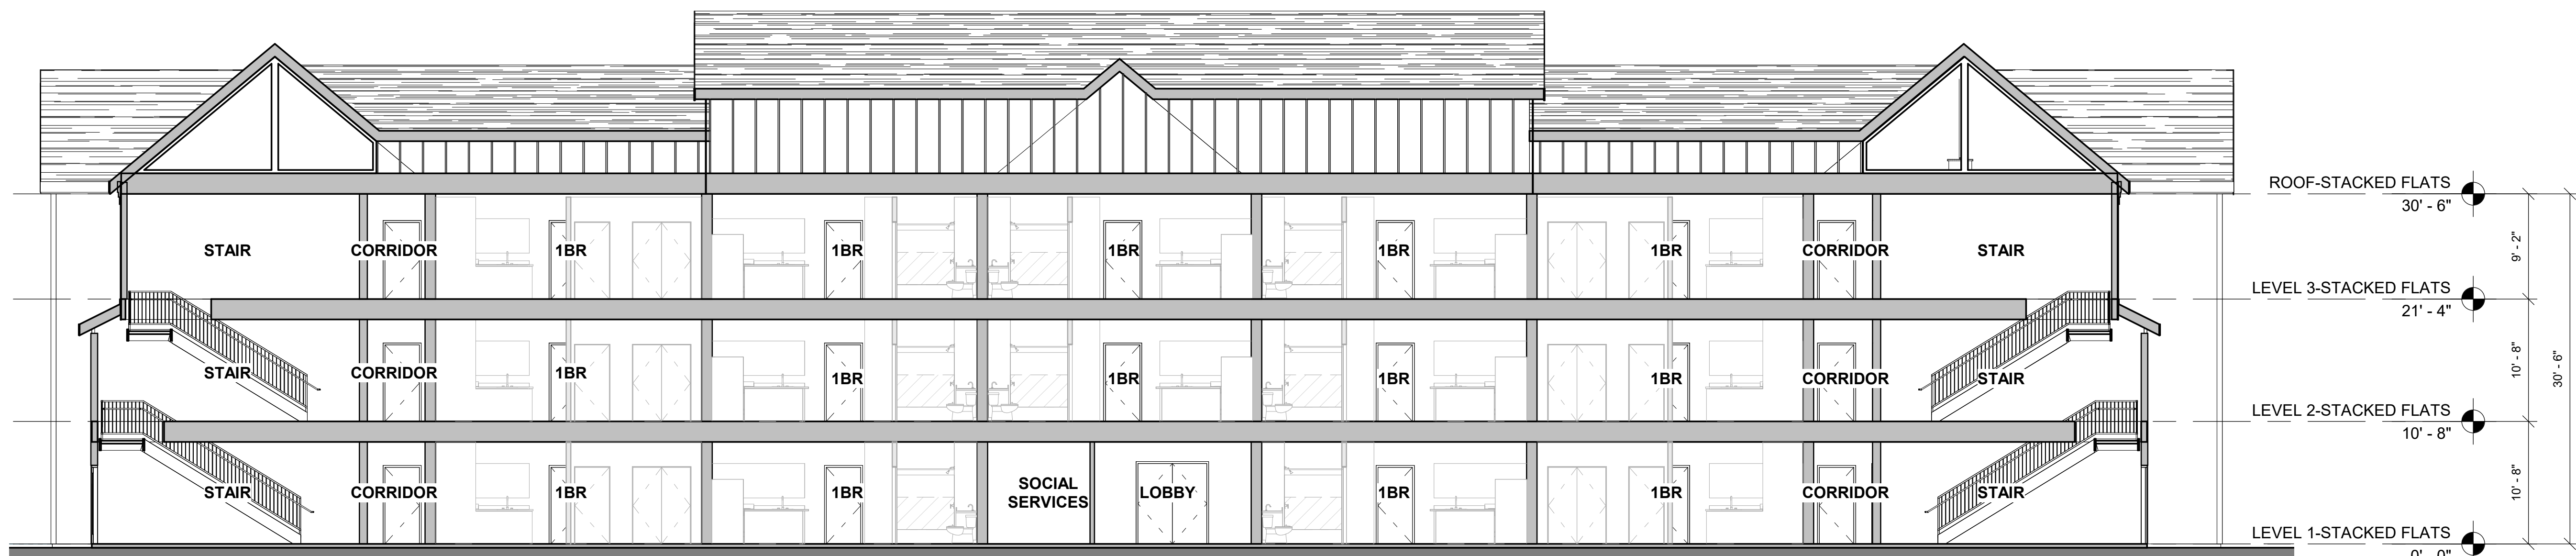 ROOF-STACKED FLATS
30' - 6"
STAIR
CORRIDOR
1BR
1BR
1BR
1BR
1BR
CORRIDOR
STAIR
9' - 2"
LEVEL 3-STACKED FLATS
21' - 4"
STAIR
CORRIDOR
1BR
1BR
1BR
1BR
1BR
CORRIDOR
STAIR
10' - 8"
30' - 6"
LEVEL 2-STACKED FLATS
10' - 8"
STAIR
CORRIDOR
1BR
1BR
SOCIAL
SERVICES
LOBBY
1BR
1BR
CORRIDOR
STAIR
10' - 8"
LEVEL 1-STACKED FLATS
0' - 0"